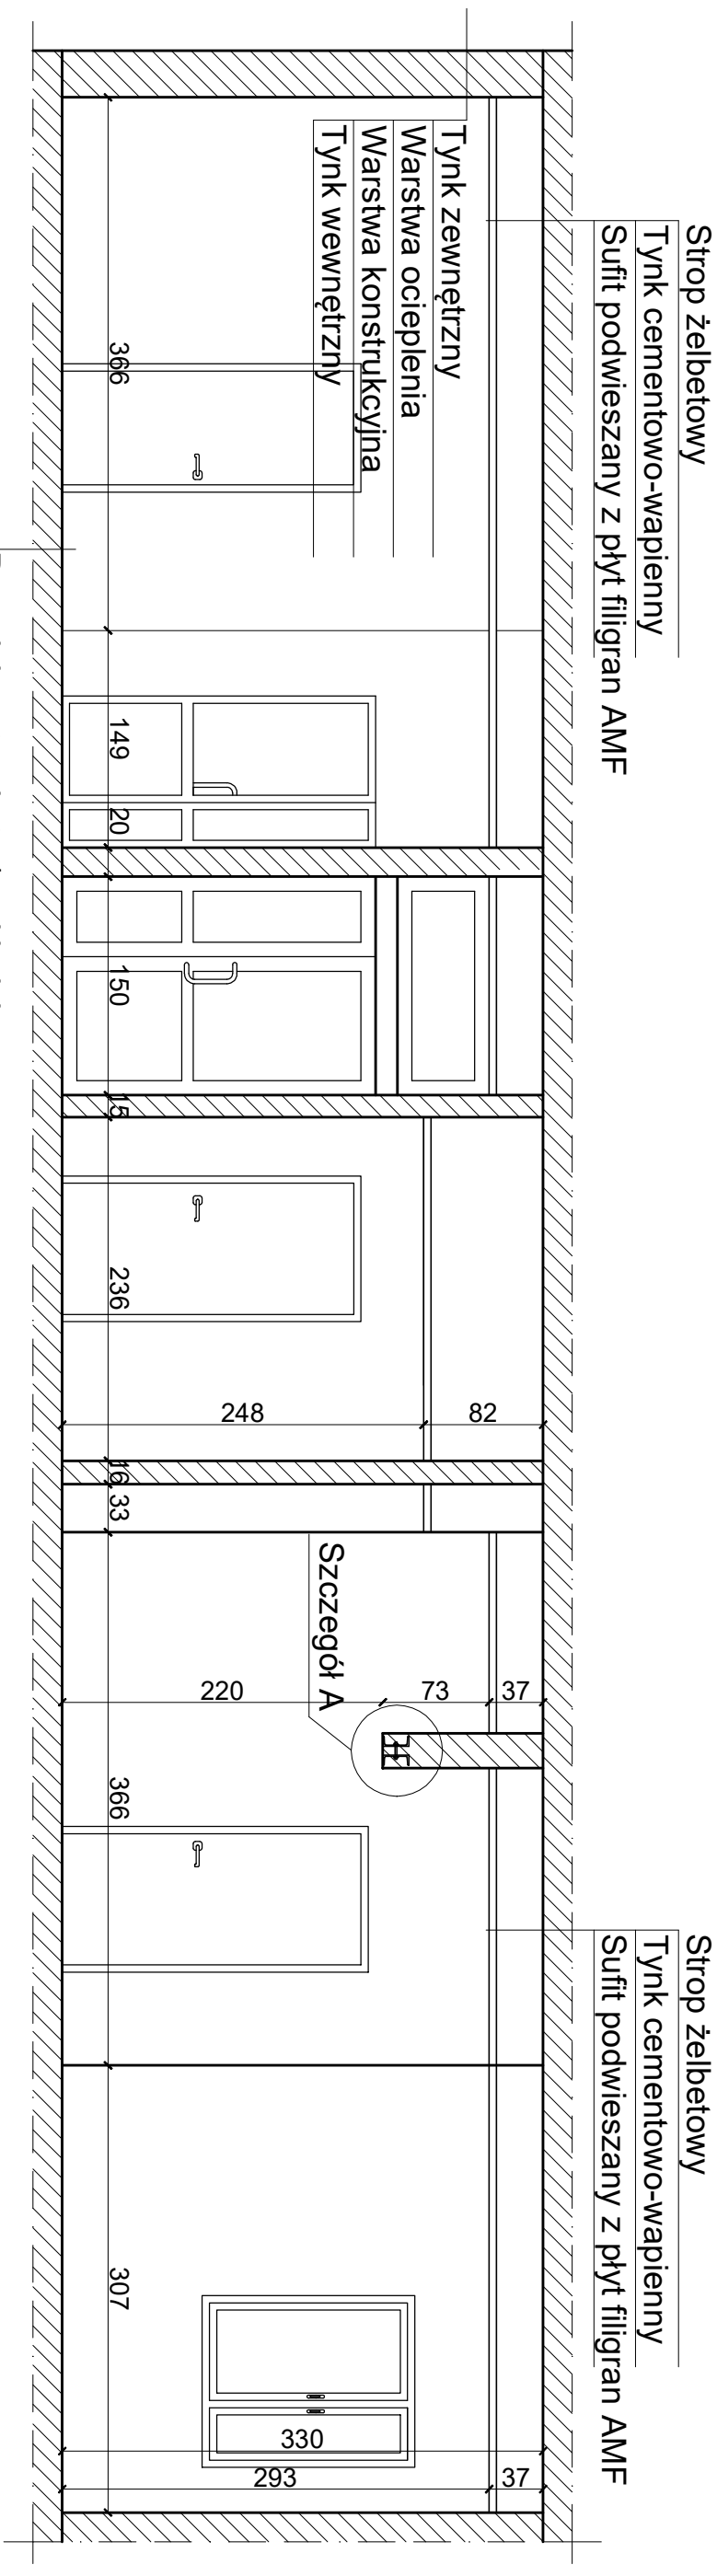 Strop żelbetowy
Tynk cementowo-wapienny
Sufit podwieszany z płyt filigran AMF
Strop żelbetowy
Tynk cementowo-wapienny
Sufit podwieszany z płyt filigran AMF
Tynk zewnętrzny
Warstwa ocieplenia
Warstwa konstrukcyjna
Tynk wewnętrzny
Szczegół A
37
73
220
82
248
37
293
330
366
149
20
150
15
236
16
33
366
307